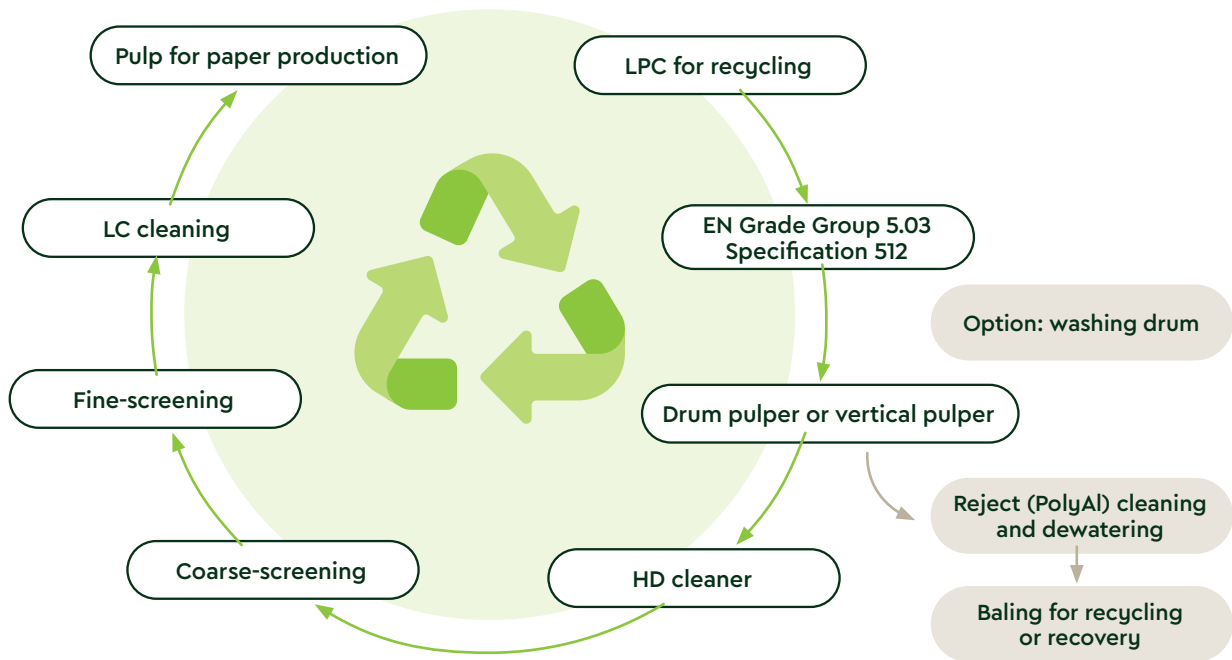 Pulp for paper production
LPC for recycling
LC cleaning
EN Grade Group 5.03
Specification 512
Option: washing drum
Fine-screening
Drum pulper or vertical pulper
Reject (PolyAl) cleaning
and dewatering
Coarse-screening
HD cleaner
Baling for recycling
or recovery